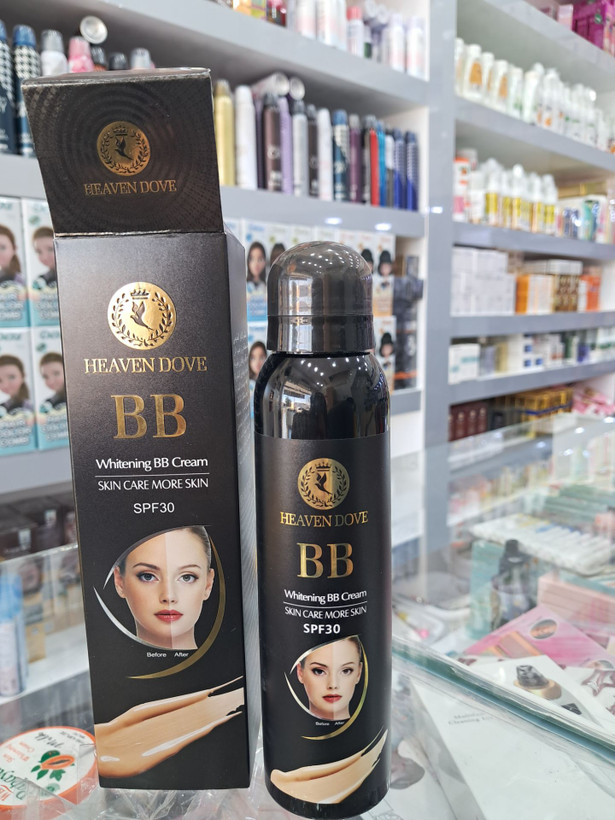 HEAVEN DOVE
HEAVEN DOVE
BB
Whitening BB Cream
SKIN CARE MORE SKIN
SPF30
Before After
HEAVEN DOVE
BB
Whitening BB Cream
SKIN CARE MORE SKIN
SPF30
Before After